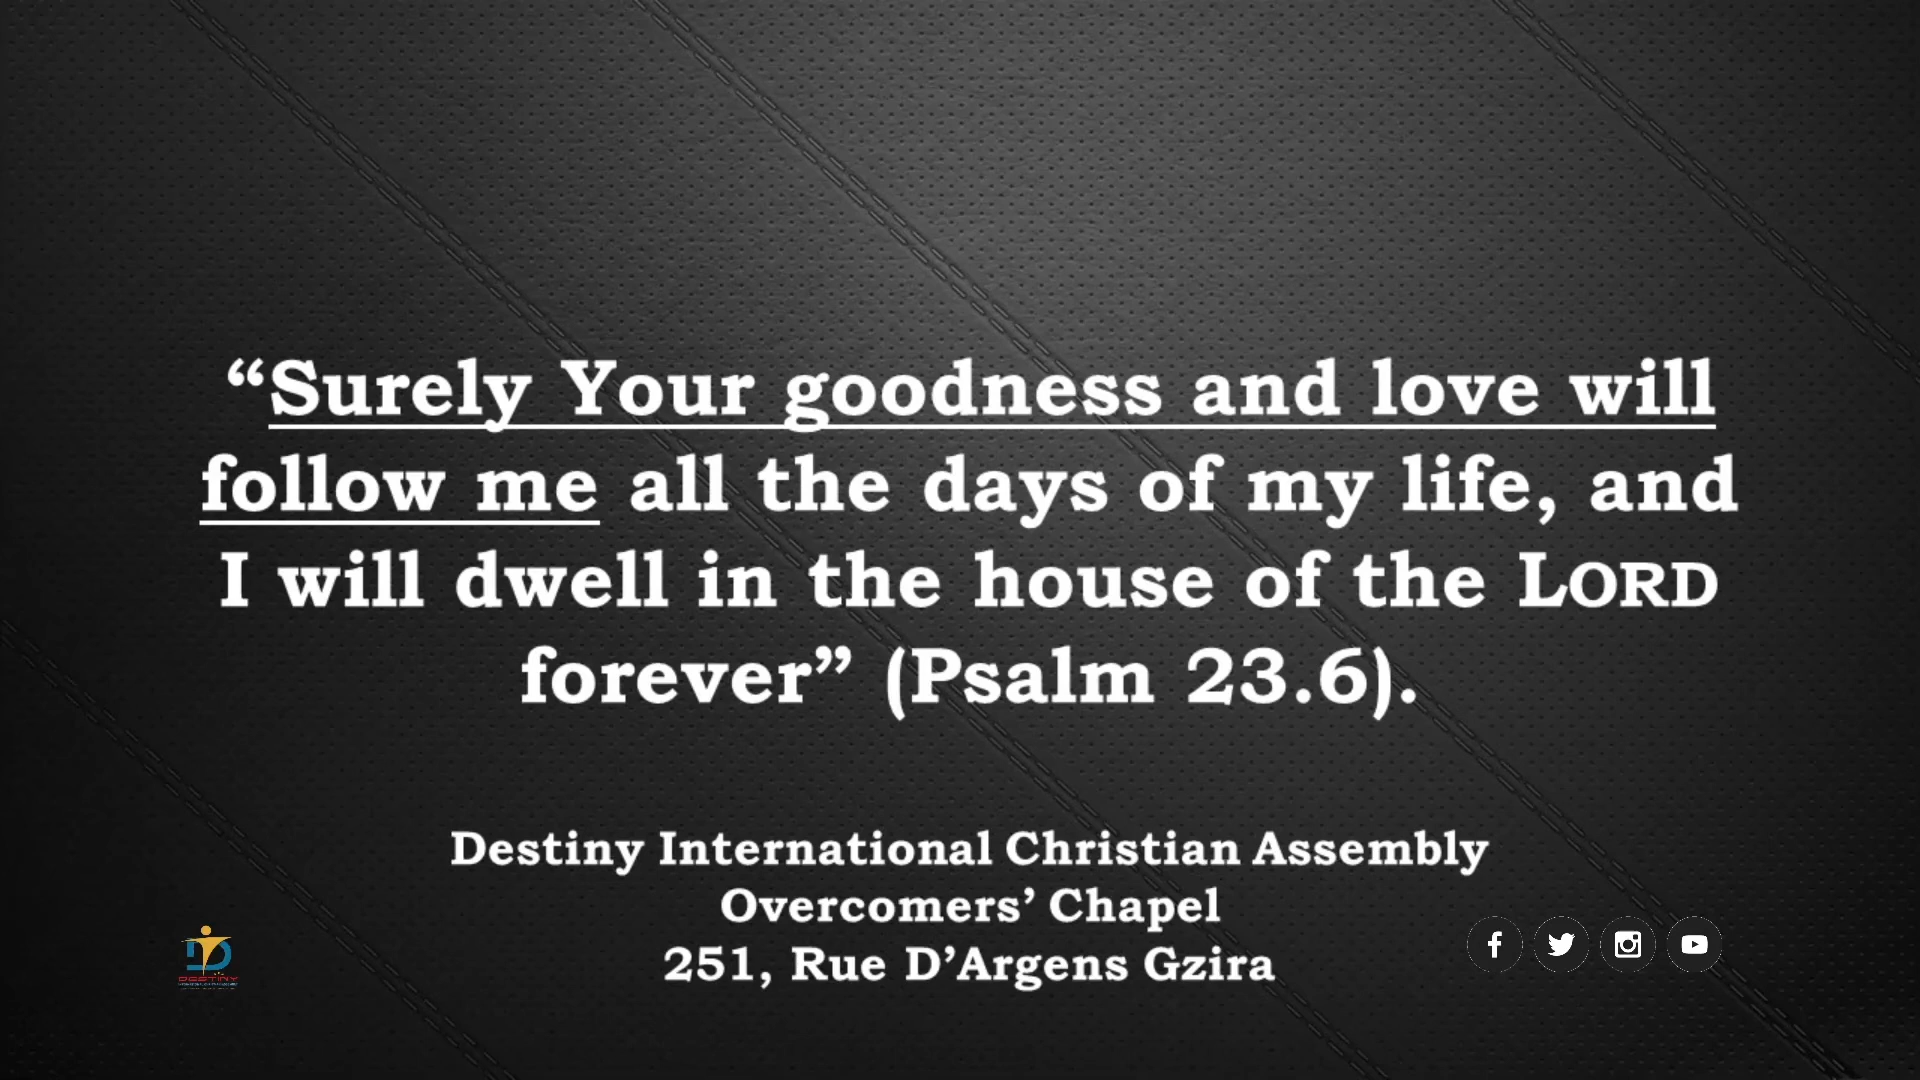 “Surely Your goodness and love will
follow me all the days of my life, and
I will dwell in the house of the LORD
forever” (Psalm 23.6).
Destiny International Christian Assembly
Overcomers’ Chapel
251, Rue D’Argens Gzira
DESTINY